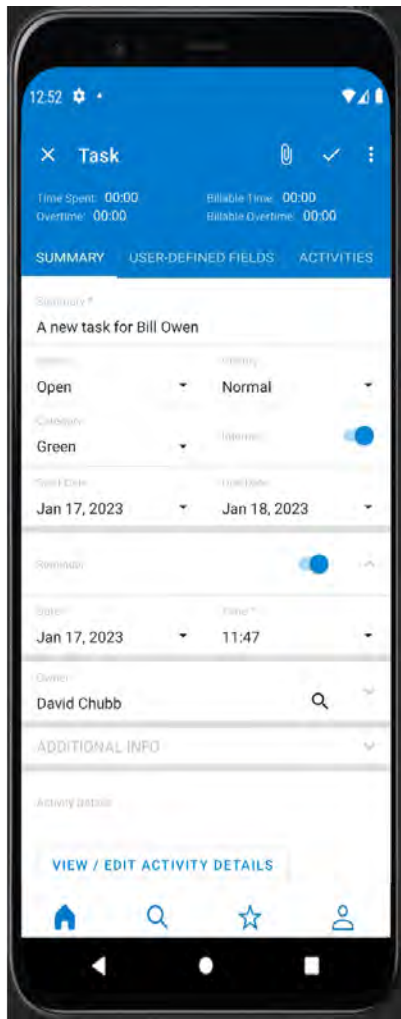 12:52
Task
Time Spent: 00:00 Billable Time: 00:00
Overtime: 00:00 Billable Overtime: 00:00
SUMMARY USER-DEFINED FIELDS ACTIVITIES
Summary *
A new task for Bill Owen
Priority
Open Normal
Category
Internal
Green
Start Date Due Date
Jan 17, 2023 Jan 18, 2023
Reminder
Date * Time *
Jan 17, 2023 11:47
Owner
David Chubb
ADDITIONAL INFO
Activity Details
VIEW / EDIT ACTIVITY DETAILS